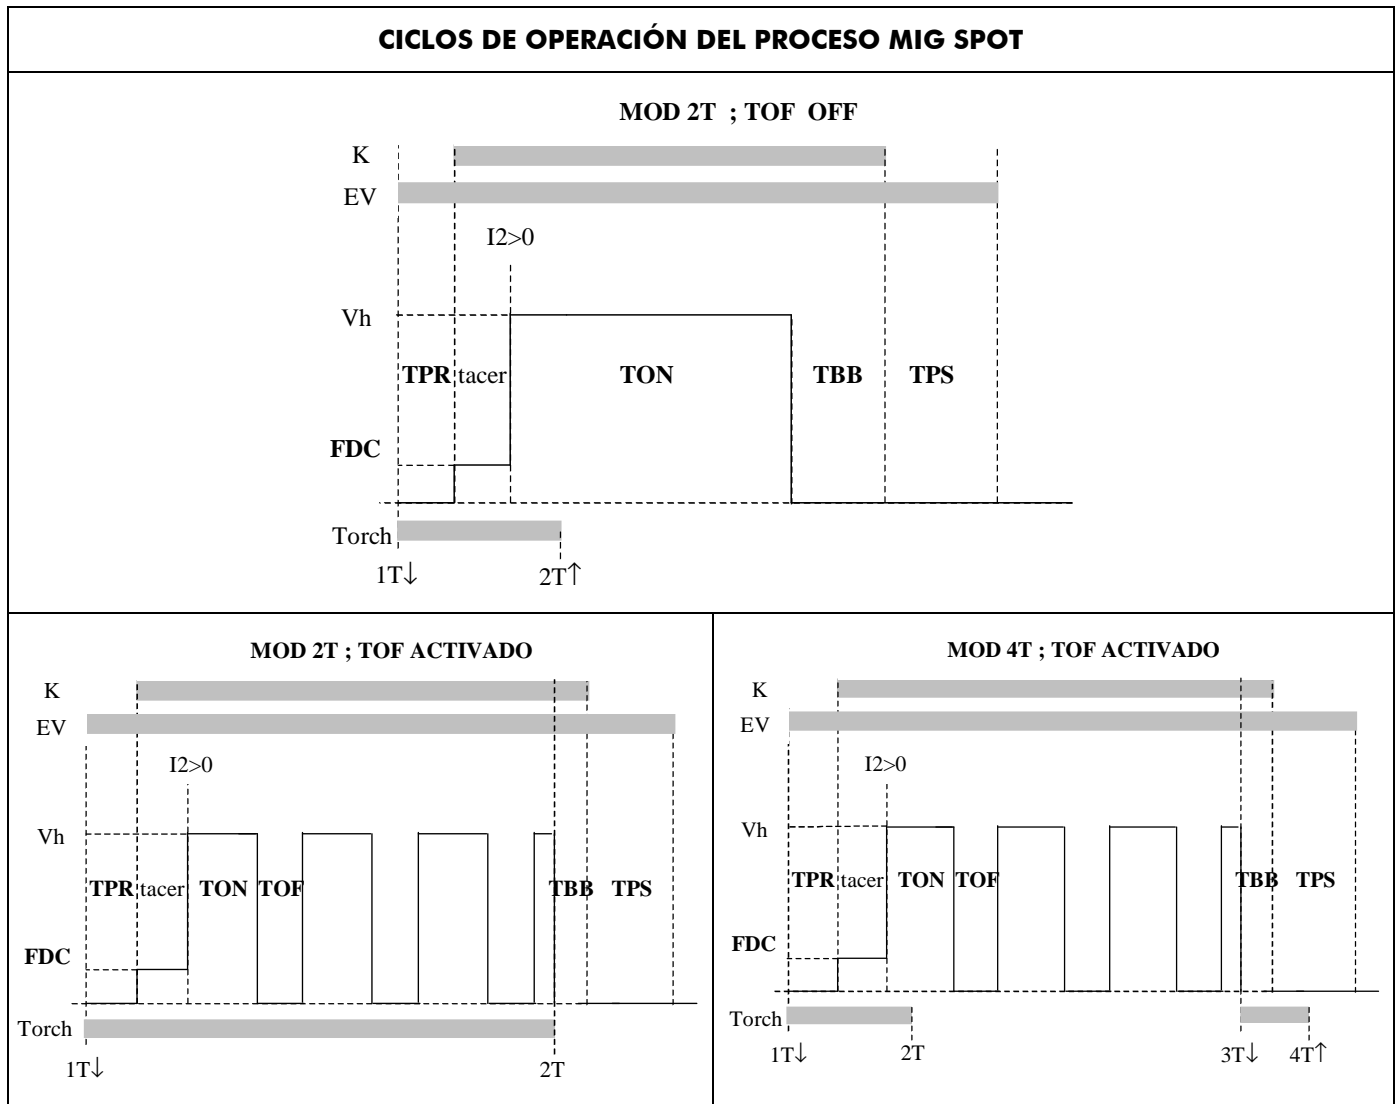 CICLOS DE OPERACIÓN DEL PROCESO MIG SPOT
MOD 2T ; TOF OFF
K
EV
I2>0
Vh
TPR tacer TON TBB TPS
FDC
Torch
1T↓ 2T↑
MOD 2T ; TOF ACTIVADO
K
EV
I2>0
Vh
TPR tacer TON TOF TBB TPS
FDC
Torch
1T↓ 2T
MOD 4T ; TOF ACTIVADO
K
EV
I2>0
Vh
TPR tacer TON TOF TBB TPS
FDC
Torch
1T↓ 2T 3T↓ 4T↑